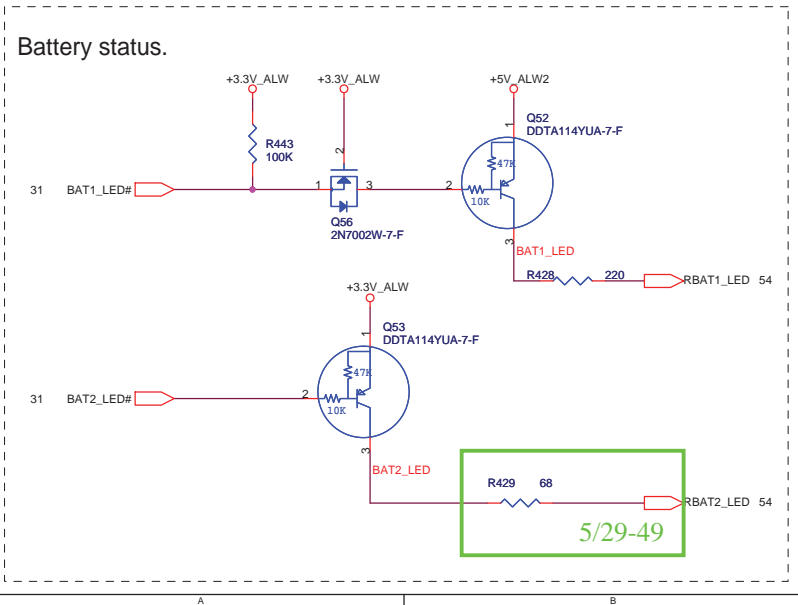 Battery status.
+3.3V_ALW +3.3V_ALW +5V_ALW2
1
Q52
DDTA114YUA-7-F
R443
100K
2
47K
31 BAT1_LED# 1 3 2
10K
Q56
2N7002W-7-F
3
BAT1_LED
R428 220 RBAT1_LED 54
+3.3V_ALW
1
Q53
DDTA114YUA-7-F
47K
31 BAT2_LED# 2
10K
3
BAT2_LED
R429 68
RBAT2_LED 54
5/29-49
A B